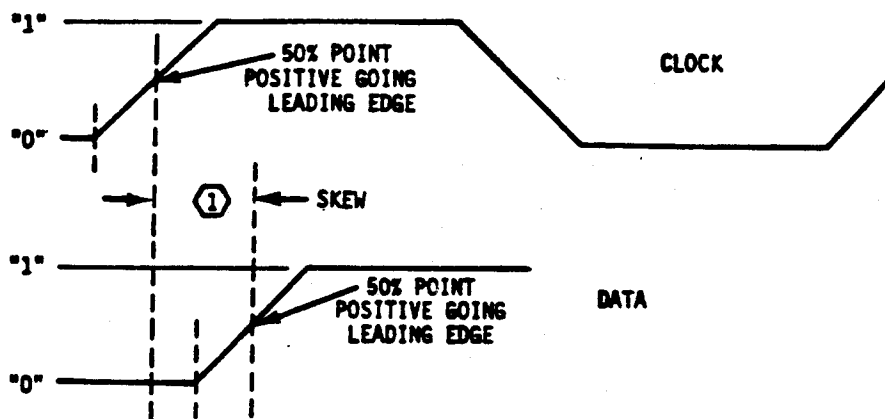 "1"
50% POINT
POSITIVE GOING
LEADING EDGE
CLOCK
"0"
1
SKEW
"1"
50% POINT
POSITIVE GOING
LEADING EDGE
DATA
"0"